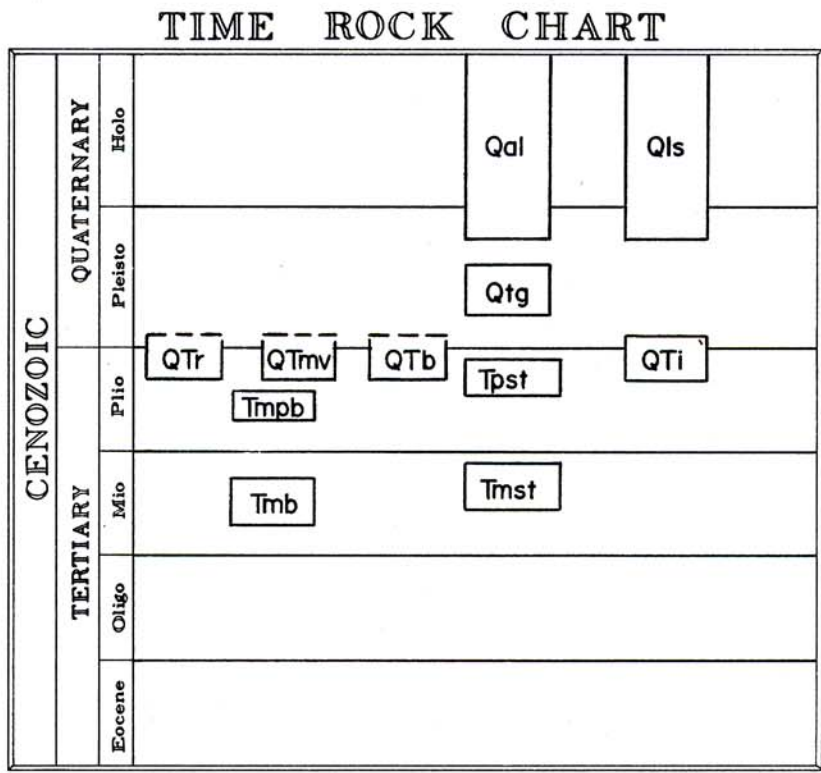 TIME ROCK CHART
CENOZOIC
QUATERNARY
TERTIARY
Holo
Pleisto
Plio
Mio
Oligo
Eocene
Qal
Qls
Qtg
QTr
QTmv
QTb
Tpst
QTi
Tmpb
Tmb
Tmst